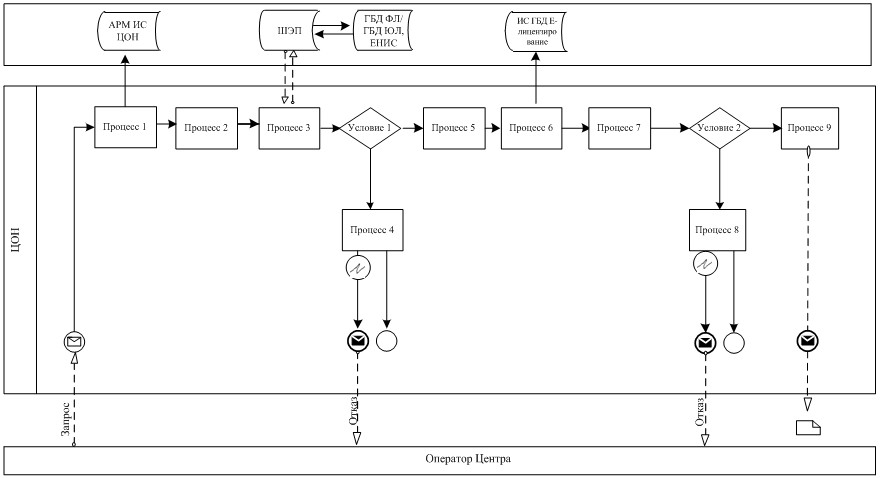 АРМ ИС
ЦОН
ШЭП
ГБД ФЛ/
ГБД ЮЛ,
ЕНИС
ИС ГБД Е-
лицензиро
вание
ЦОН
Процесс 1
Процесс 2
Процесс 3
Условие 1
Процесс 5
Процесс 6
Процесс 7
Условие 2
Процесс 9
Процесс 4
Процесс 8
Запрос
Отказ
Отказ
Оператор Центра